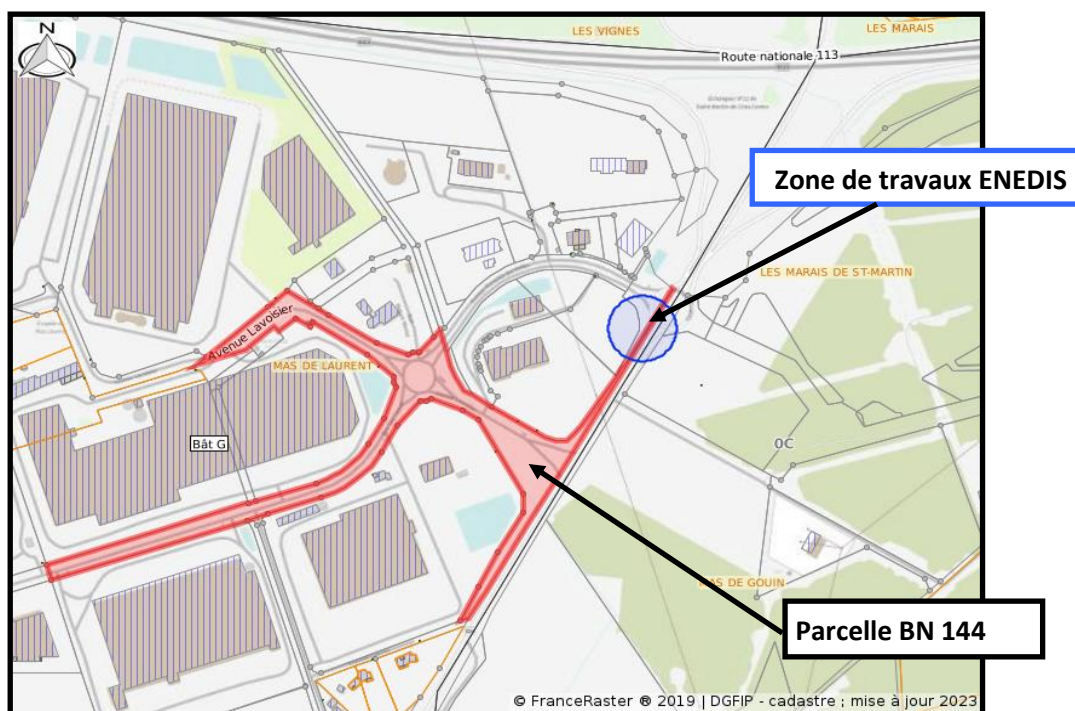 N
LES VIGNES
LES MARAIS
Route nationale 113
Zone de travaux ENEDIS
LES MARAIS DE ST-MARTIN
Avenue Lavoisier
MAS DE LAURENT
Bât G
0C
MAS DE GOUIN
Parcelle BN 144
© FranceRaster ® 2019 | DGFIP - cadastre ; mise à jour 2023